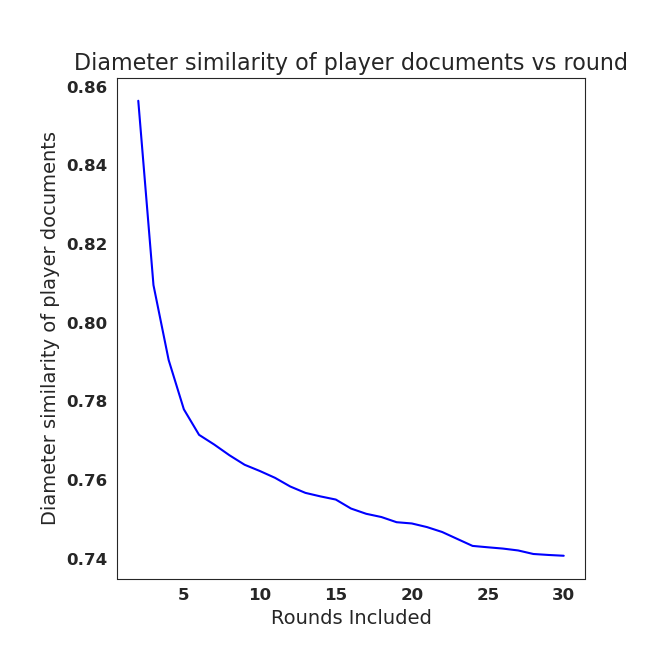 Diameter similarity of player documents vs round
Diameter similarity of player documents
0.86
0.84
0.82
0.80
0.78
0.76
0.74
5 10 15 20 25 30
Rounds Included